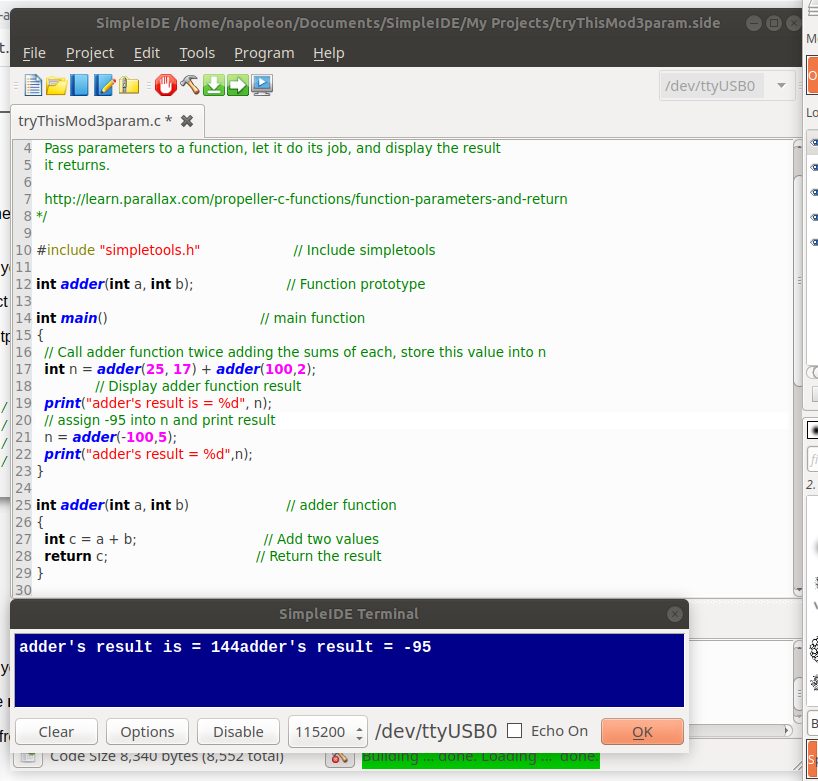 SimpleIDE /home/napoleon/Documents/SimpleIDE/My Projects/tryThisMod3param.side
File Project Edit Tools Program Help
/dev/ttyUSB0
tryThisMod3param.c *
4 Pass parameters to a function, let it do its job, and display the result
5 it returns.
6
7 http://learn.parallax.com/propeller-c-functions/function-parameters-and-return
8 */
9
10 #include "simpletools.h" // Include simpletools
11
12 int adder(int a, int b); // Function prototype
13
14 int main() // main function
15 {
16 // Call adder function twice adding the sums of each, store this value into n
17 int n = adder(25, 17) + adder(100,2);
18 // Display adder function result
19 print("adder's result is = %d", n);
20 // assign -95 into n and print result
21 n = adder(-100,5);
22 print("adder's result = %d",n);
23 }
24
25 int adder(int a, int b) // adder function
26 {
27 int c = a + b; // Add two values
28 return c; // Return the result
29 }
30
SimpleIDE Terminal
adder's result is = 144adder's result = -95
Clear Options Disable 115200 /dev/ttyUSB0 Echo On OK
Code Size 8,340 bytes (8,552 total) Building ... done. Loading ... done.